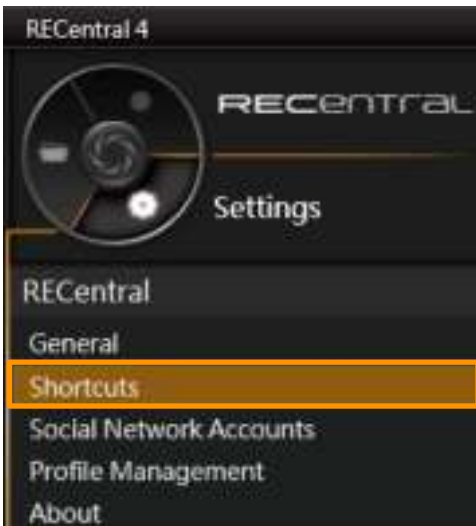 RECentral 4
RECENTRAL
Settings
RECentral
General
Shortcuts
Social Network Accounts
Profile Management
About